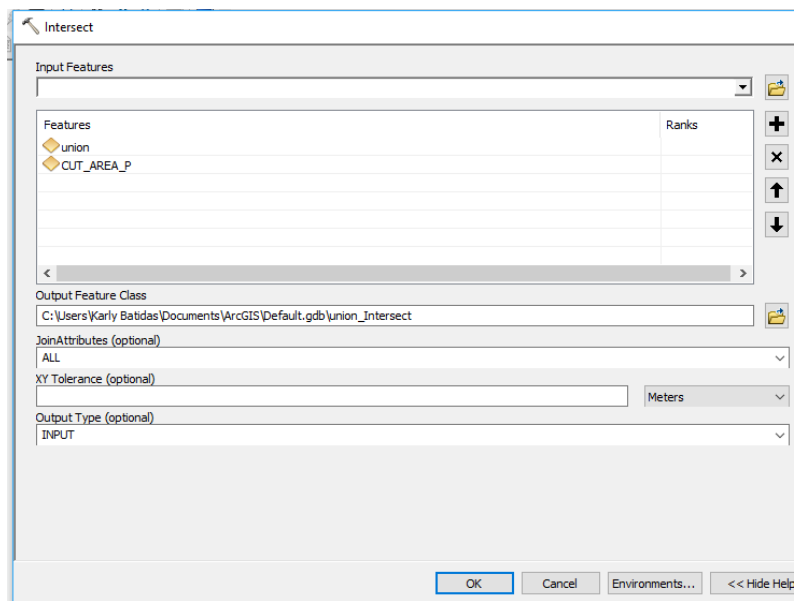 Intersect
Input Features
Features Ranks
union
CUT_AREA_P
Output Feature Class
C:\Users\Karly Batidas\Documents\ArcGIS\Default.gdb\union_Intersect
JoinAttributes (optional)
ALL
XY Tolerance (optional)
Meters
Output Type (optional)
INPUT
OK Cancel Environments... << Hide Help